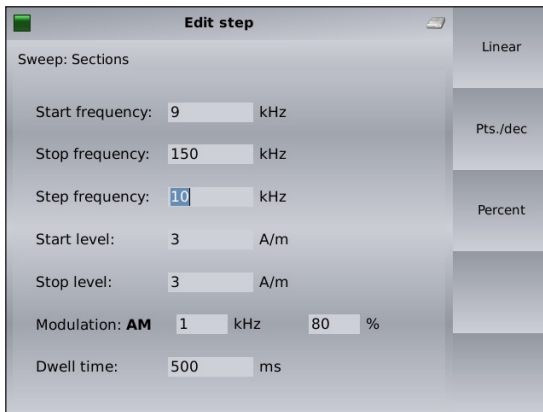 Edit step
Sweep: Sections
Start frequency: 9 kHz
Stop frequency: 150 kHz
Step frequency: 10 kHz
Start level: 3 A/m
Stop level: 3 A/m
Modulation: AM 1 kHz 80 %
Dwell time: 500 ms
Linear
Pts./dec
Percent